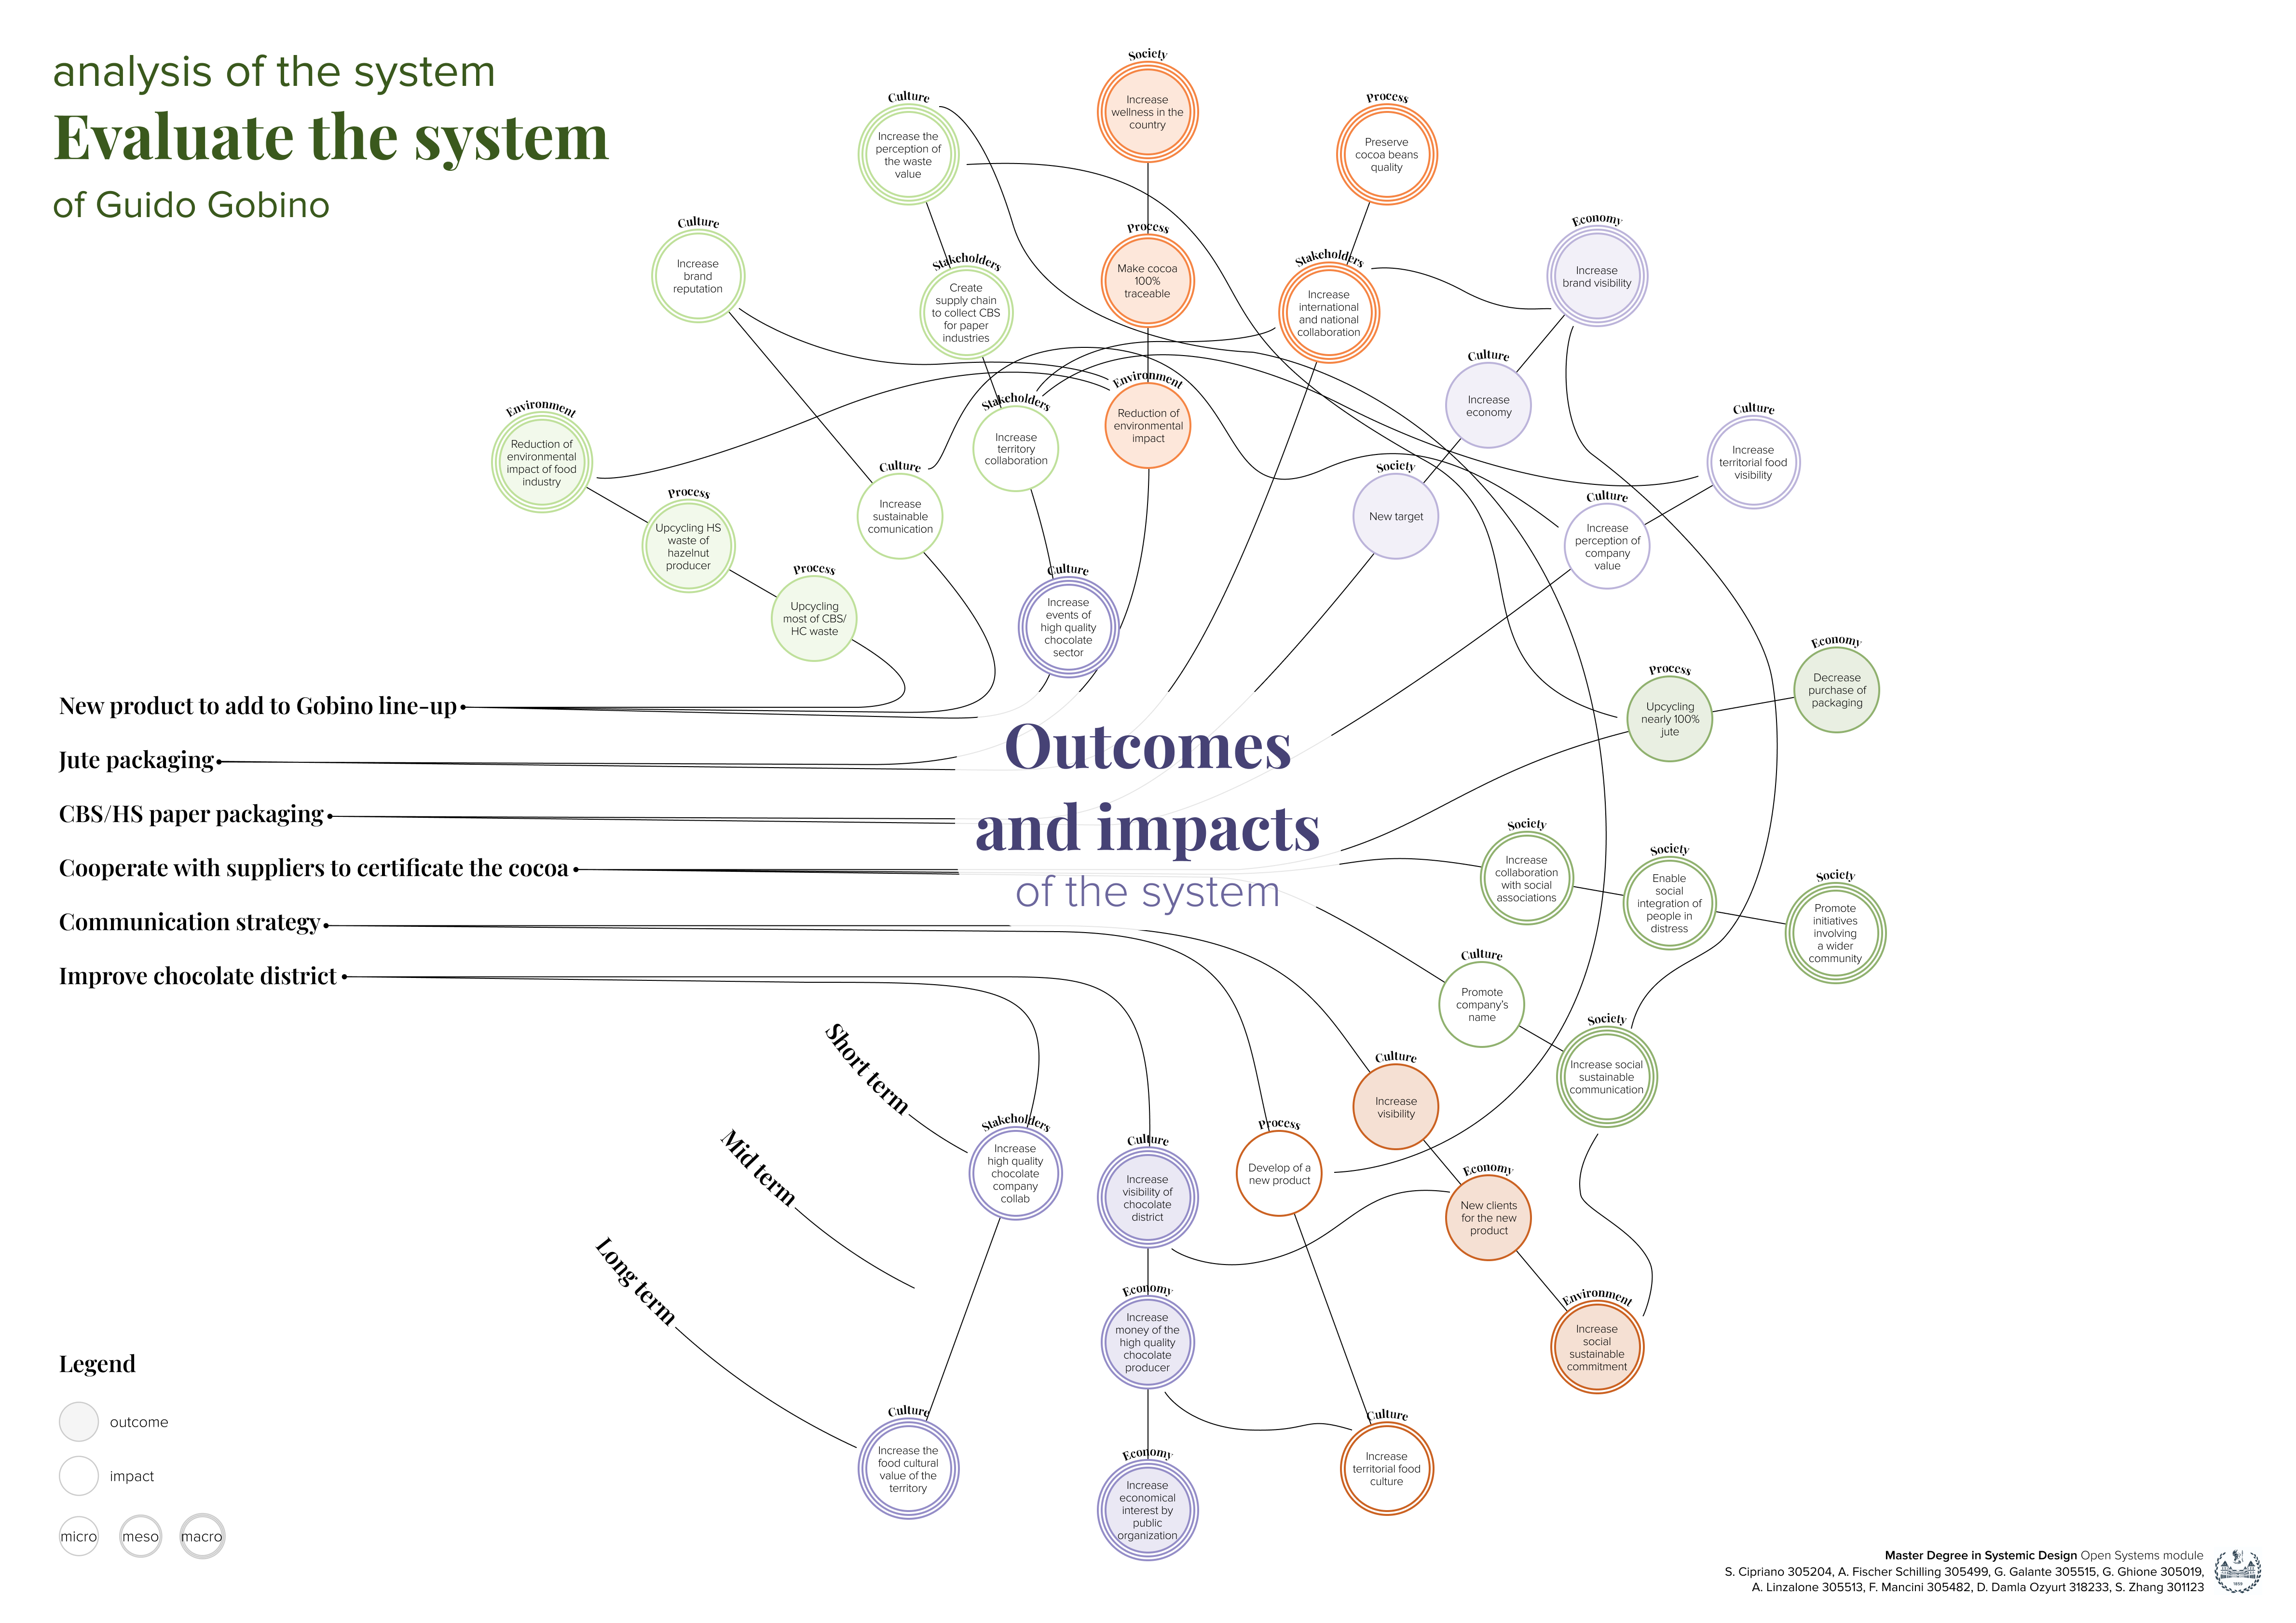 analysis of the system
Evaluate the system
of Guido Gobino
Society
Increase
wellness in the
country
Culture
Increase the
perception of
the waste
value
Process
Preserve
cocoa beans
quality
Culture
Increase
brand
reputation
Stakeholders
Create
supply chain
to collect CBS
for paper
industries
Process
Make cocoa
100%
traceable
Stakeholders
Increase
international
and national
collaboration
Economy
Increase
brand visibility
Environment
Reduction of
environmental
impact of food
industry
Process
Upcycling HS
waste of
hazelnut
producer
Process
Upcycling
most of CBS/
HC waste
Culture
Increase
sustainable
comunication
Stakeholders
Increase
territory
collaboration
Environment
Reduction of
environmental
impact
Culture
Increase
events of
high quality
chocolate
sector
Culture
Increase
economy
Society
New target
Culture
Increase
territorial food
visibility
Culture
Increase
perception of
company
value
Process
Upcycling
nearly 100%
jute
Economy
Decrease
purchase of
packaging
New product to add to Gobino line-up
Jute packaging
CBS/HS paper packaging
Cooperate with suppliers to certificate the cocoa
Communication strategy
Improve chocolate district
Outcomes
and impacts
of the system
Society
Increase
collaboration
with social
associations
Society
Enable
social
integration of
people in
distress
Society
Promote
initiatives
involving
a wider
community
Culture
Promote
company's
name
Society
Increase social
sustainable
communication
Culture
Increase
visibility
Economy
New clients
for the new
product
Environment
Increase
social
sustainable
commitment
Process
Develop of a
new product
Culture
Increase
territorial food
culture
Culture
Increase
visibility of
chocolate
district
Economy
Increase
money of the
high quality
chocolate
producer
Economy
Increase
economical
interest by
public
organization
Stakeholders
Increase
high quality
chocolate
company
collab
Culture
Increase the
food cultural
value of the
territory
Short term
Mid term
Long term
Legend
outcome
impact
micro meso macro
Master Degree in Systemic Design Open Systems module
S. Cipriano 305204, A. Fischer Schilling 305499, G. Galante 305515, G. Ghione 305019,
A. Linzalone 305513, F. Mancini 305482, D. Damla Ozyurt 318233, S. Zhang 301123
1859